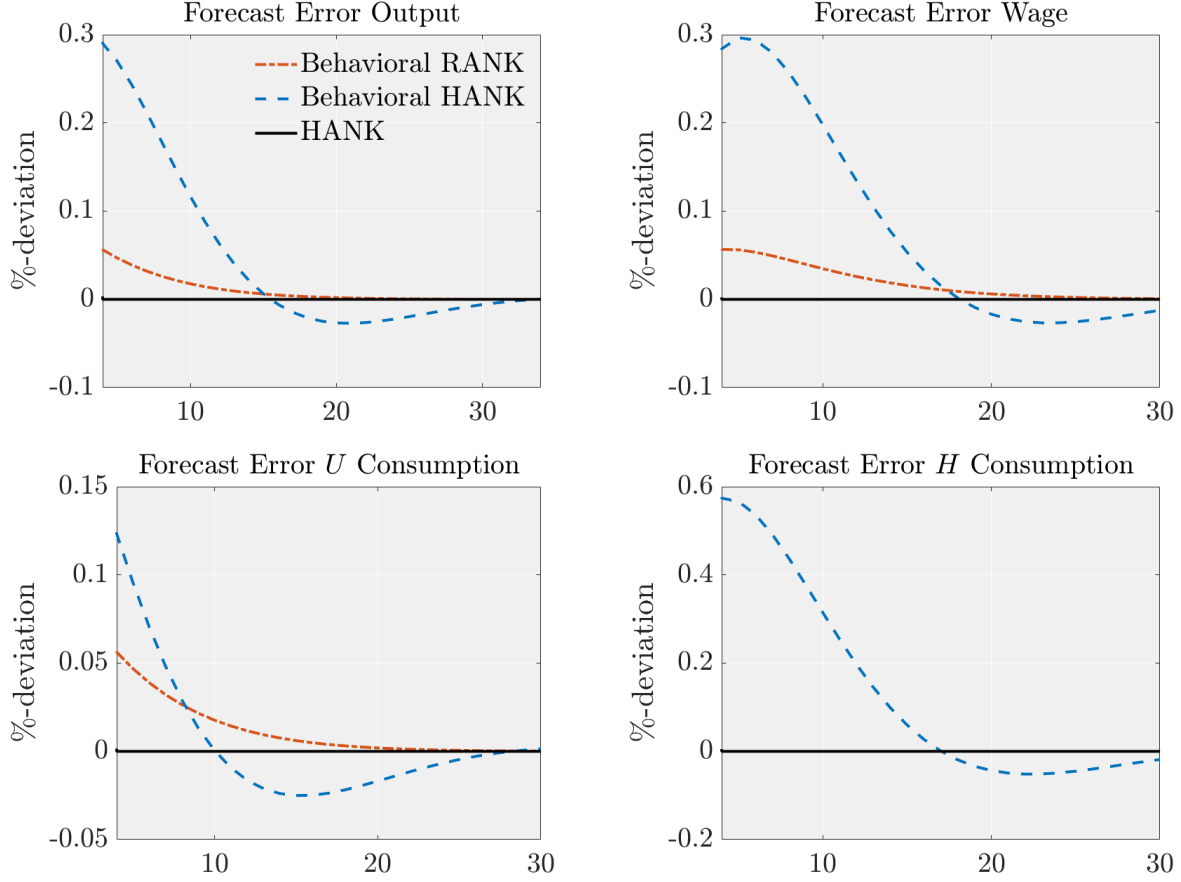 Forecast Error Output
%-deviation
0.3
0.2
0.1
0
-0.1
10
20
30
Behavioral RANK
Behavioral HANK
HANK
Forecast Error Wage
%-deviation
0.3
0.2
0.1
0
-0.1
10
20
30
Forecast Error U Consumption
%-deviation
0.15
0.1
0.05
0
-0.05
10
20
30
Forecast Error H Consumption
%-deviation
0.6
0.4
0.2
0
-0.2
10
20
30